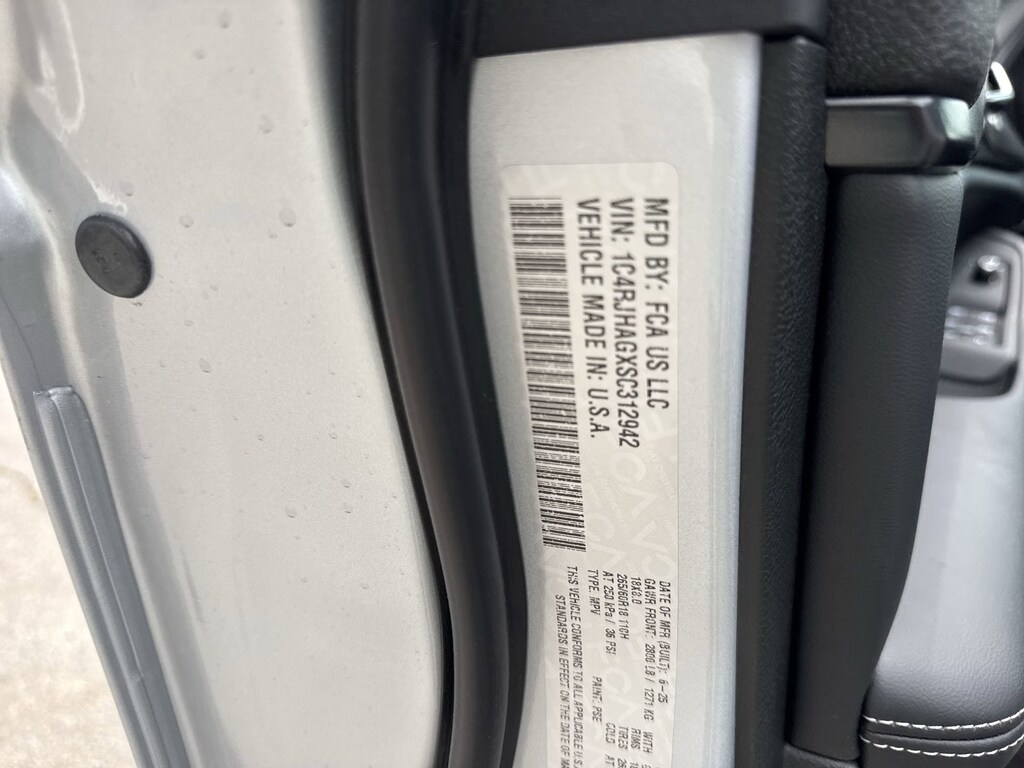 MFD BY: FCA US LLC
VIN: 1C4RJHAGXSC312942
VEHICLE MADE IN: U.S.A.
DATE OF MFR (BUILT): 6-25
GAWR FRONT: 2800 LB / 1271 KG WITH
18X8.0 RIMS
265/60R18 110H TIRES
AT 250 kPa / 36 PSI COLD AT
TYPE: MPV PAINT: PSE
THIS VEHICLE CONFORMS TO ALL APPLICABLE U.S.
STANDARDS IN EFFECT ON THE DATE OF